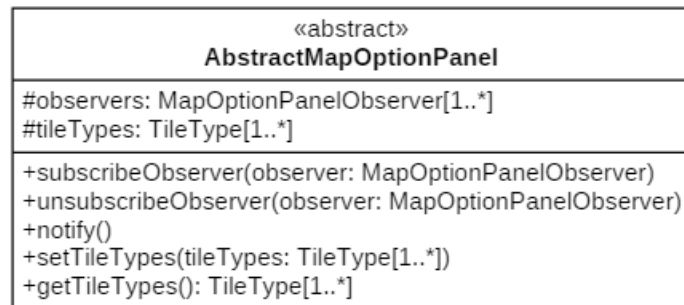 «abstract»
AbstractMapOptionPanel
#observers: MapOptionPanelObserver[1..*]
#tileTypes: TileType[1..*]
+subscribeObserver(observer: MapOptionPanelObserver)
+unsubscribeObserver(observer: MapOptionPanelObserver)
+notify()
+setTileTypes(tileTypes: TileType[1..*])
+getTileTypes(): TileType[1..*]